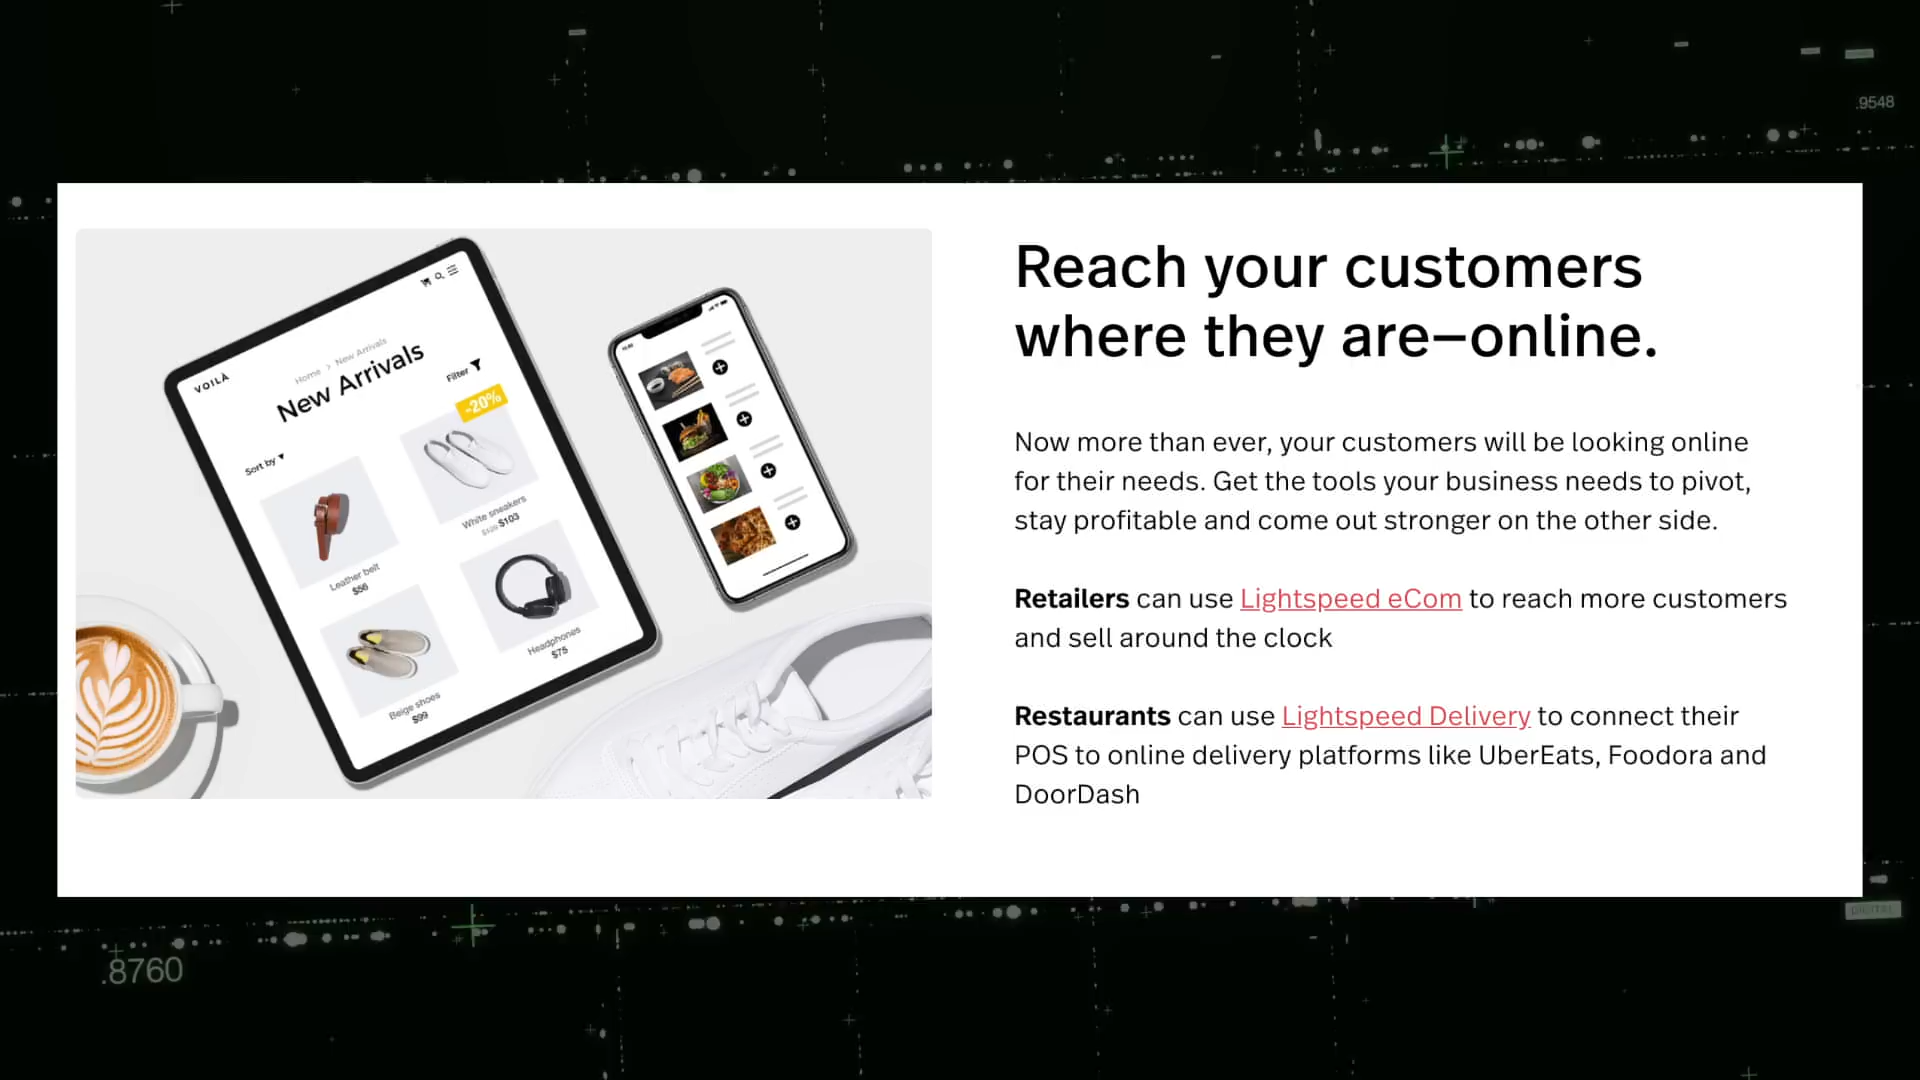 .9548
VOILÀ
Home > New Arrivals
New Arrivals
Filter
Sort by
-20%
Leather belt
$56
White sneakers
$103
Beige shoes
$99
Headphones
$75
Reach your customers
where they are—online.
Now more than ever, your customers will be looking online
for their needs. Get the tools your business needs to pivot,
stay profitable and come out stronger on the other side.
Retailers can use Lightspeed eCom to reach more customers
and sell around the clock
Restaurants can use Lightspeed Delivery to connect their
POS to online delivery platforms like UberEats, Foodora and
DoorDash
.8760